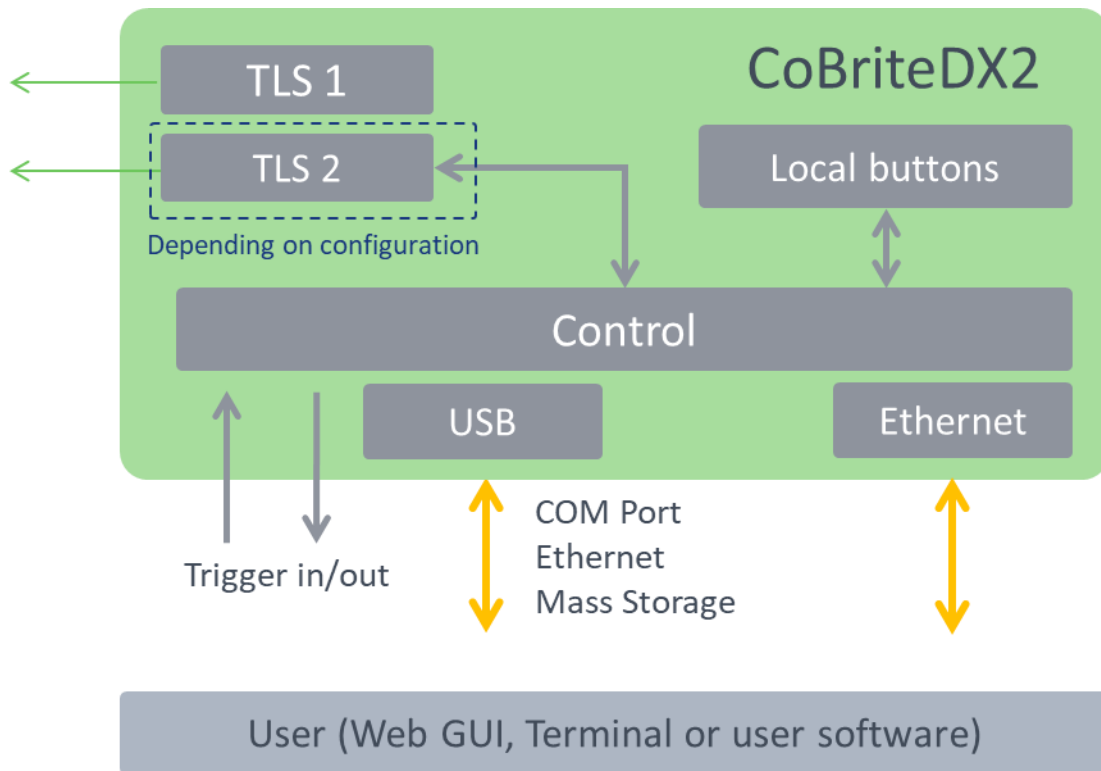 CoBriteDX2
TLS 1
TLS 2
Depending on configuration
Local buttons
Control
USB
Ethernet
COM Port
Ethernet
Mass Storage
Trigger in/out
User (Web GUI, Terminal or user software)